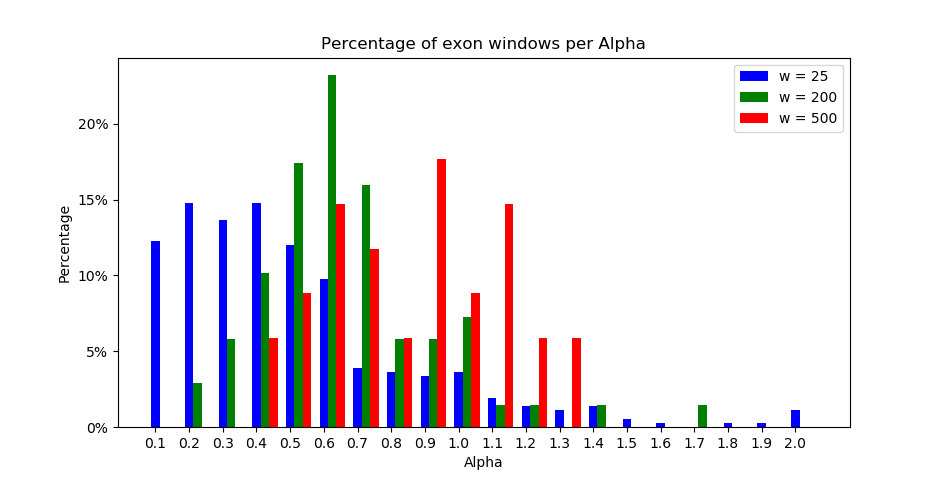 Percentage of exon windows per Alpha
w = 25
w = 200
w = 500
Percentage
20%
15%
10%
5%
0%
0.1 0.2 0.3 0.4 0.5 0.6 0.7 0.8 0.9 1.0 1.1 1.2 1.3 1.4 1.5 1.6 1.7 1.8 1.9 2.0
Alpha